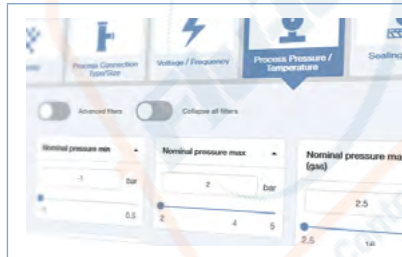 Process Connection
Type/Size
Voltage / Frequency
Process Pressure /
Temperature
Sealing
Advanced filters
Collapse all filters
Nominal pressure min
-1
bar
-1
0.5
Nominal pressure max
2
bar
2
4
5
Nominal pressure ma
(gas)
2.5
2.5
16